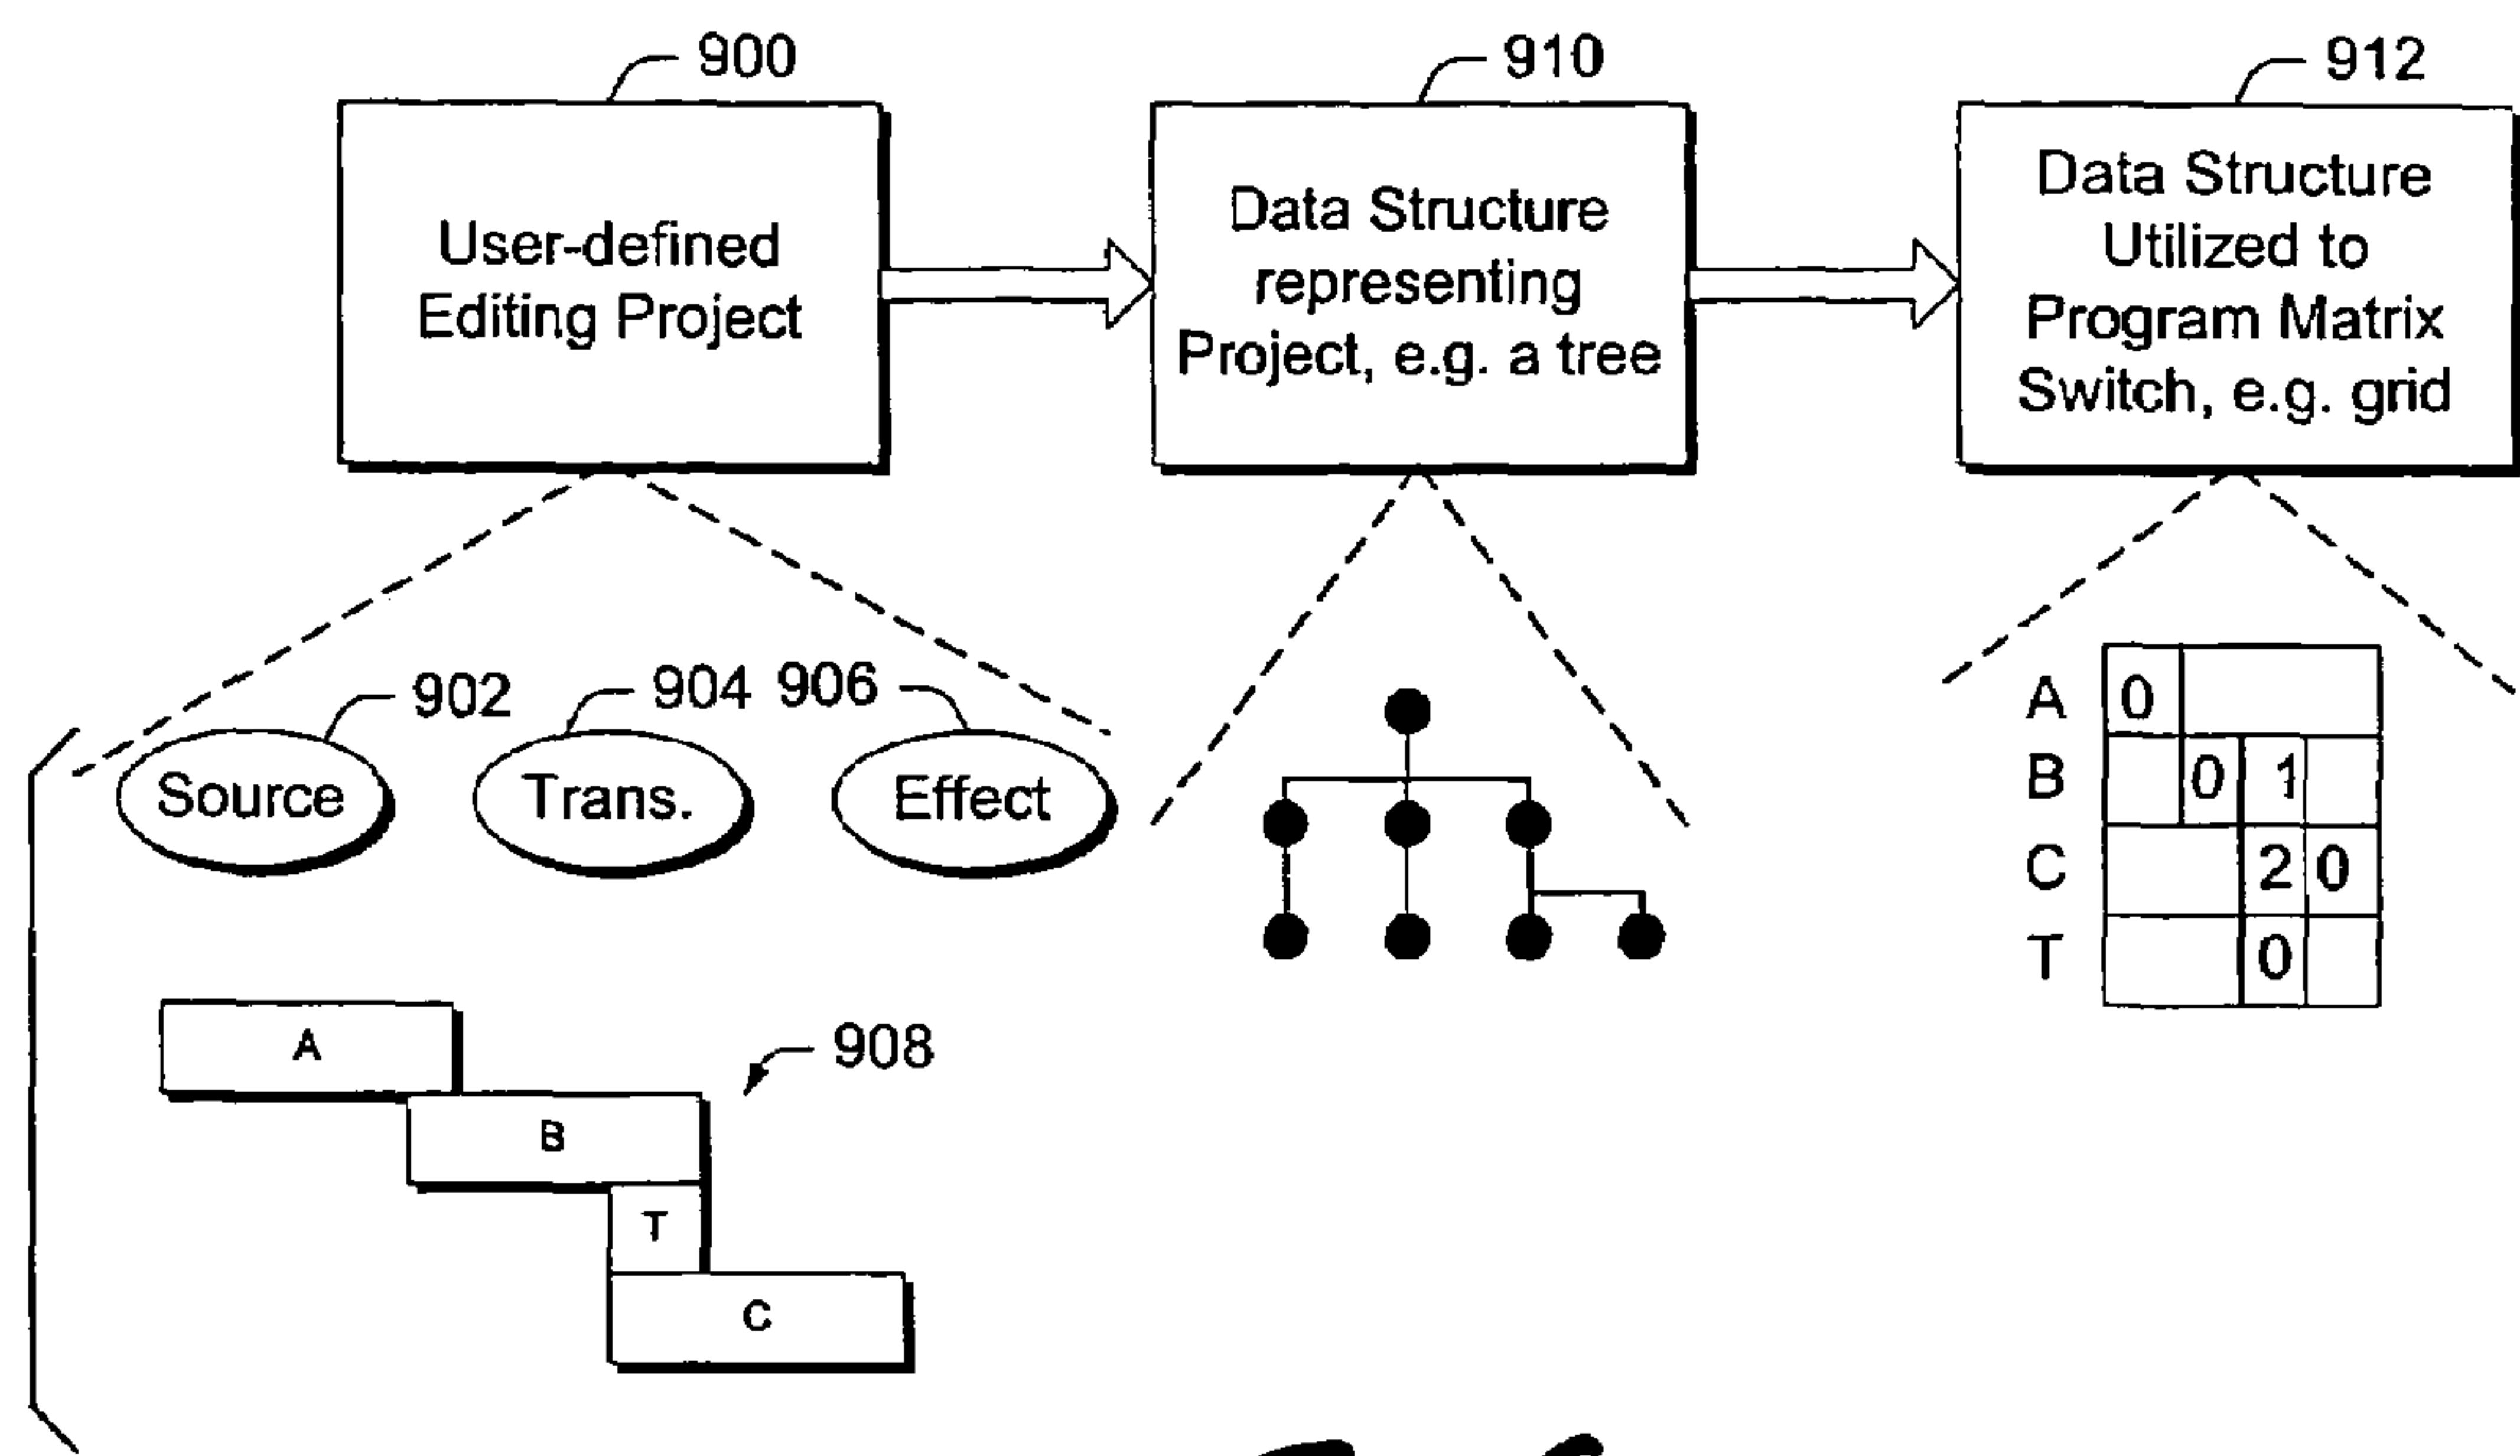 900
910
912
User-defined
Editing Project
Data Structure
representing
Project, e.g. a tree
Data Structure
Utilized to
Program Matrix
Switch, e.g. grid
902
904
906
Source
Trans.
Effect
A
B
T
C
908
A 0
B 0 1
C 2 0
T 0